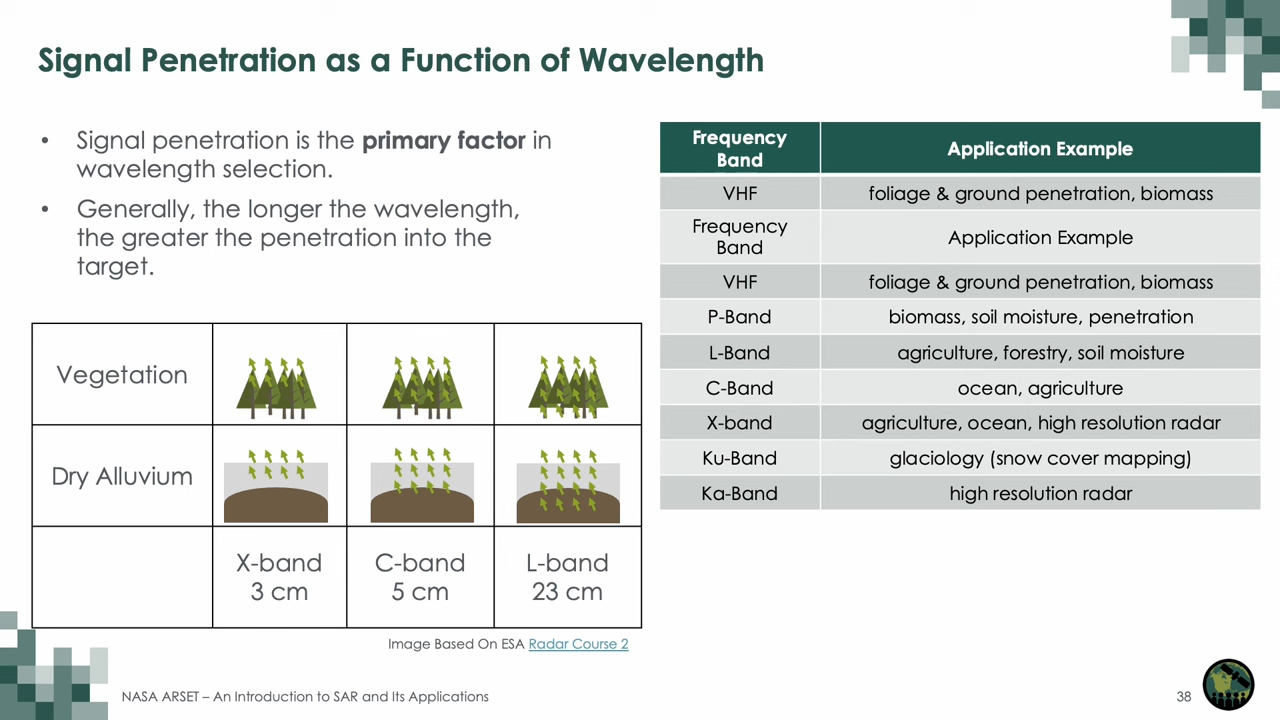 Signal Penetration as a Function of Wavelength
• Signal penetration is the primary factor in
wavelength selection.
• Generally, the longer the wavelength,
the greater the penetration into the
target.
Vegetation
Dry Alluvium
X-band
3 cm
C-band
5 cm
L-band
23 cm
Image Based On ESA Radar Course 2
Frequency
Band
Application Example
VHF
foliage & ground penetration, biomass
Frequency
Band
Application Example
VHF
foliage & ground penetration, biomass
P-Band
biomass, soil moisture, penetration
L-Band
agriculture, forestry, soil moisture
C-Band
ocean, agriculture
X-band
agriculture, ocean, high resolution radar
Ku-Band
glaciology (snow cover mapping)
Ka-Band
high resolution radar
NASA ARSET – An Introduction to SAR and Its Applications
38